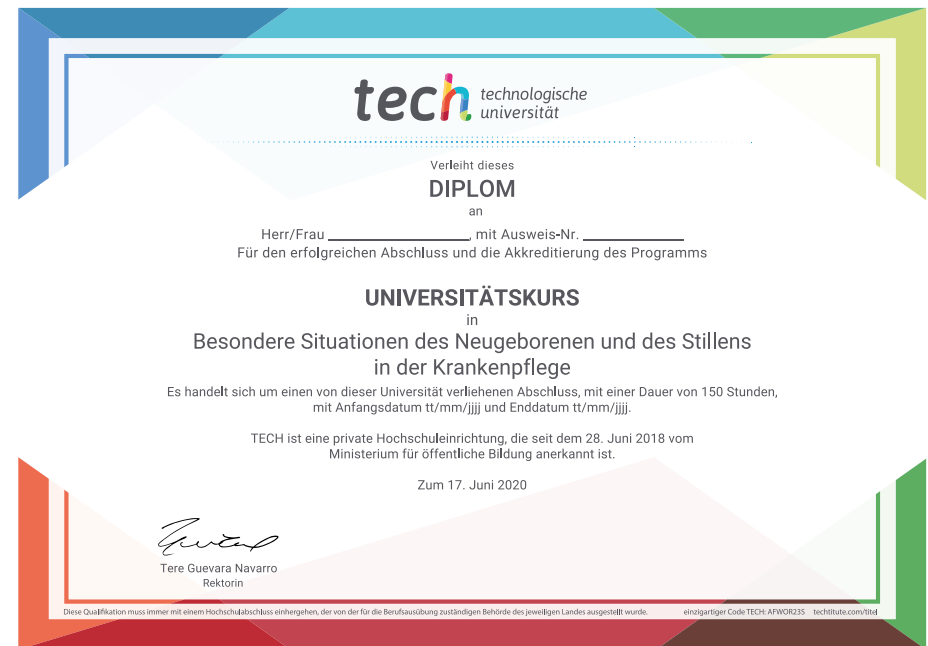 tech technologische
universität
Verleiht dieses
DIPLOM
an
Herr/Frau ____________________, mit Ausweis-Nr. ______________
Für den erfolgreichen Abschluss und die Akkreditierung des Programms
UNIVERSITÄTSKURS
in
Besondere Situationen des Neugeborenen und des Stillens
in der Krankenpflege
Es handelt sich um einen von dieser Universität verliehenen Abschluss, mit einer Dauer von 150 Stunden,
mit Anfangsdatum tt/mm/jjjj und Enddatum tt/mm/jjjj.
TECH ist eine private Hochschuleinrichtung, die seit dem 28. Juni 2018 vom
Ministerium für öffentliche Bildung anerkannt ist.
Zum 17. Juni 2020
Tere Guevara Navarro
Rektorin
Diese Qualifikation muss immer mit einem Hochschulabschluss einhergehen, der von der für die Berufsausübung zuständigen Behörde des jeweiligen Landes ausgestellt wurde. einzigartiger Code TECH: AFWOR23S techtitute.com/titel